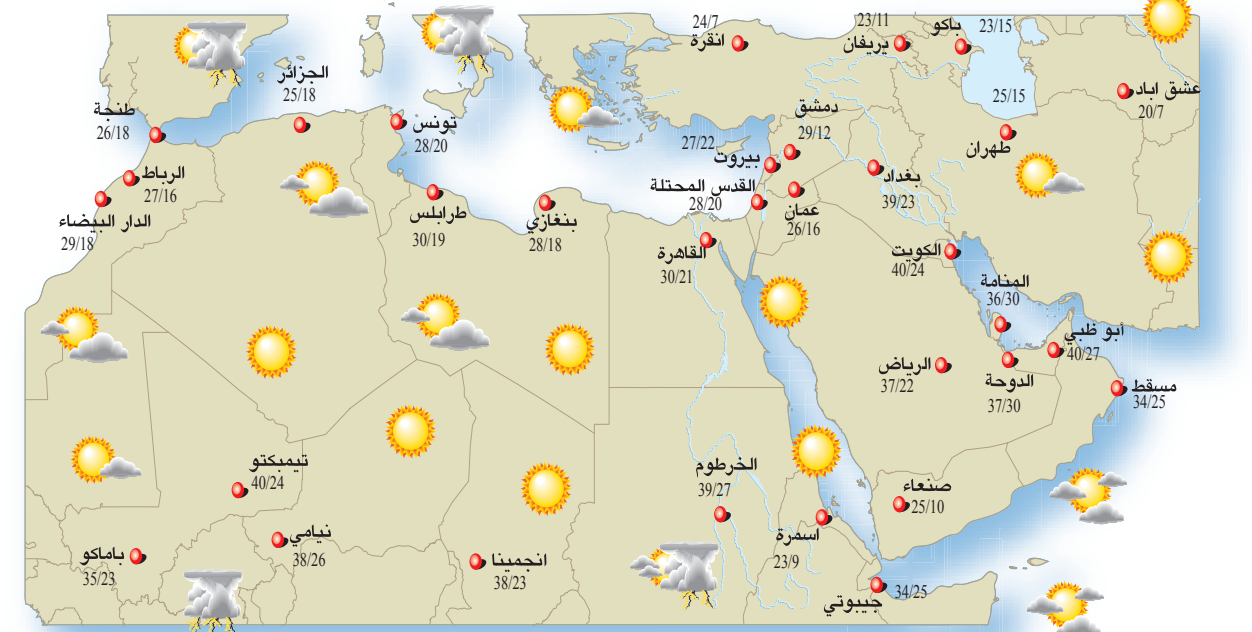 24/7
انقرة
23/11
يريفان
باكو
23/15
25/15
عشق اباد
20/7
طهران
الجزائر
25/18
طنجة
26/18
تونس
28/20
دمشق
29/12
27/22
بيروت
بغداد
39/23
الرباط
27/16
الدار البيضاء
29/18
طرابلس
30/19
بنغازي
28/18
القدس المحتلة
28/20
عمان
26/16
القاهرة
30/21
الكويت
40/24
المنامة
36/30
أبو ظبي
40/27
الرياض
37/22
الدوحة
37/30
مسقط
34/25
تيمبكتو
40/24
الخرطوم
39/27
صنعاء
25/10
نيامي
38/26
باماكو
35/23
انجمينا
38/23
اسمرة
23/9
34/25
جيبوتي